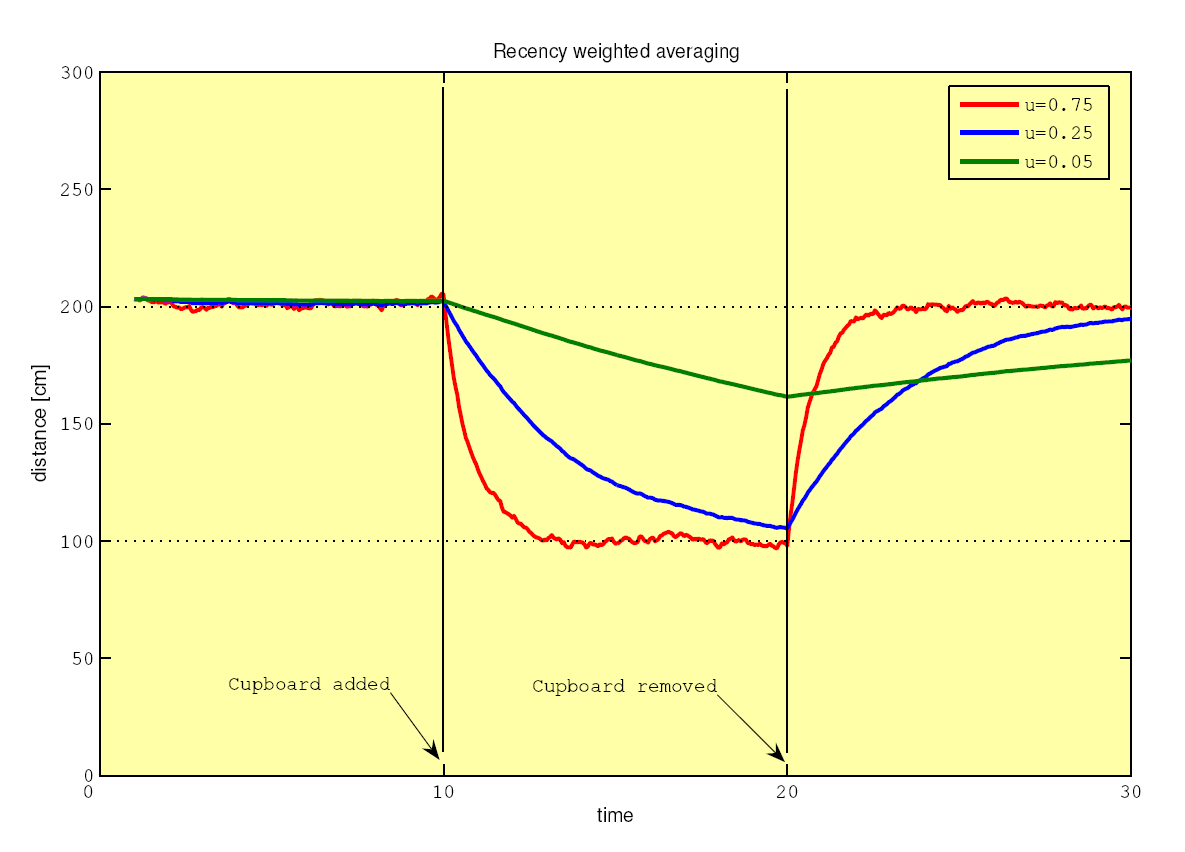 Recency weighted averaging
300
250
200
150
100
50
0
distance [cm]
u=0.75
u=0.25
u=0.05
Cupboard added
Cupboard removed
0
10
20
30
time